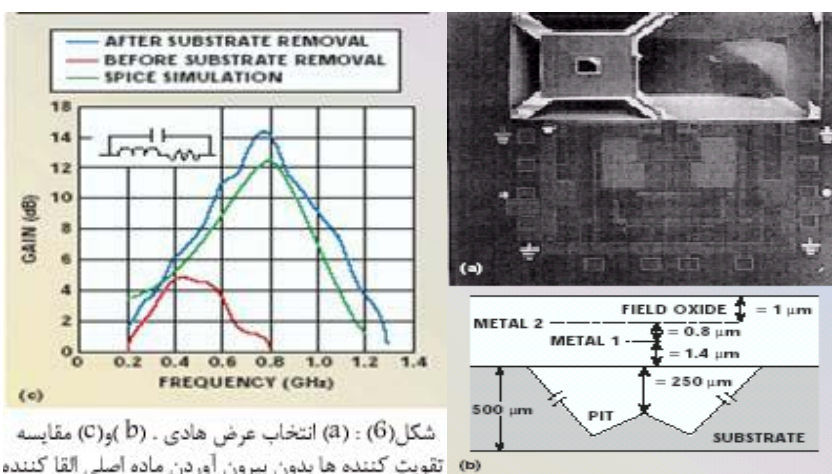 AFTER SUBSTRATE REMOVAL
BEFORE SUBSTRATE REMOVAL
SPICE SIMULATION
18
16
14
12
10
8
6
4
2
0
GAIN (dB)
0 0.2 0.4 0.6 0.8 1.0 1.2 1.4
FREQUENCY (GHz)
(c)
(a)
FIELD OXIDE = 1 μm
METAL 2
= 0.8 μm
METAL 1
= 1.4 μm
= 250 μm
500 μm
PIT
SUBSTRATE
(b)
شکل(6) : (a) انتخاب عرض هادی . (b )و(c) مقایسه
تقویت کننده ها بدون بیرون آوردن ماده اصلی القا کننده